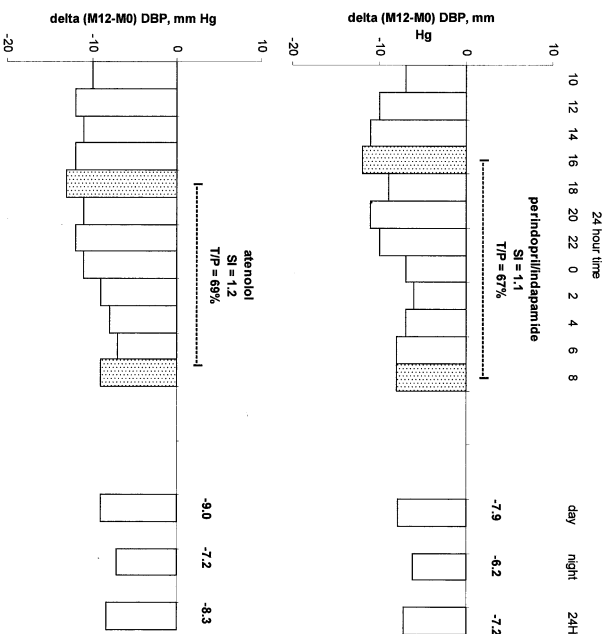 24 hour time
10 12 14 16 18 20 22 0 2 4 6 8 day night 24H
delta (M12-M0) DBP, mm
Hg
10
0
-10
-20
perindopril/indapamide
SI = 1.1
T/P = 67%
-7.9 -6.2 -7.2
delta (M12-M0) DBP, mm Hg
10
0
-10
-20
atenolol
SI = 1.2
T/P = 69%
-9.0 -7.2 -8.3